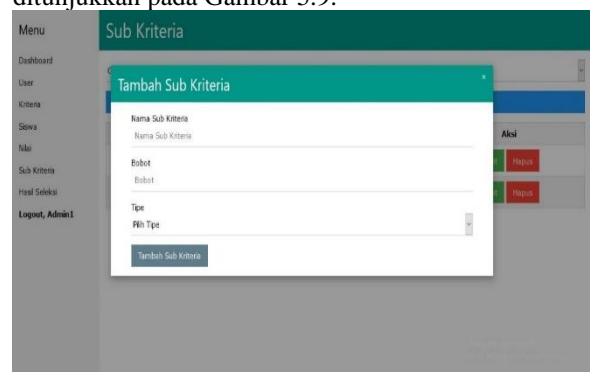 ditunjukkan pada Gambar 5.9.
Menu
Sub Kriteria
Dashboard
User
Kriteria
Siswa
Nilai
Sub Kriteria
Hasil Seleksi
Logout, Admin1
Tambah Sub Kriteria
×
Nama Sub Kriteria
Nama Sub Kriteria
Bobot
Bobot
Tipe
Pilih Tipe
Tambah Sub Kriteria
Aksi
Hapus
Hapus